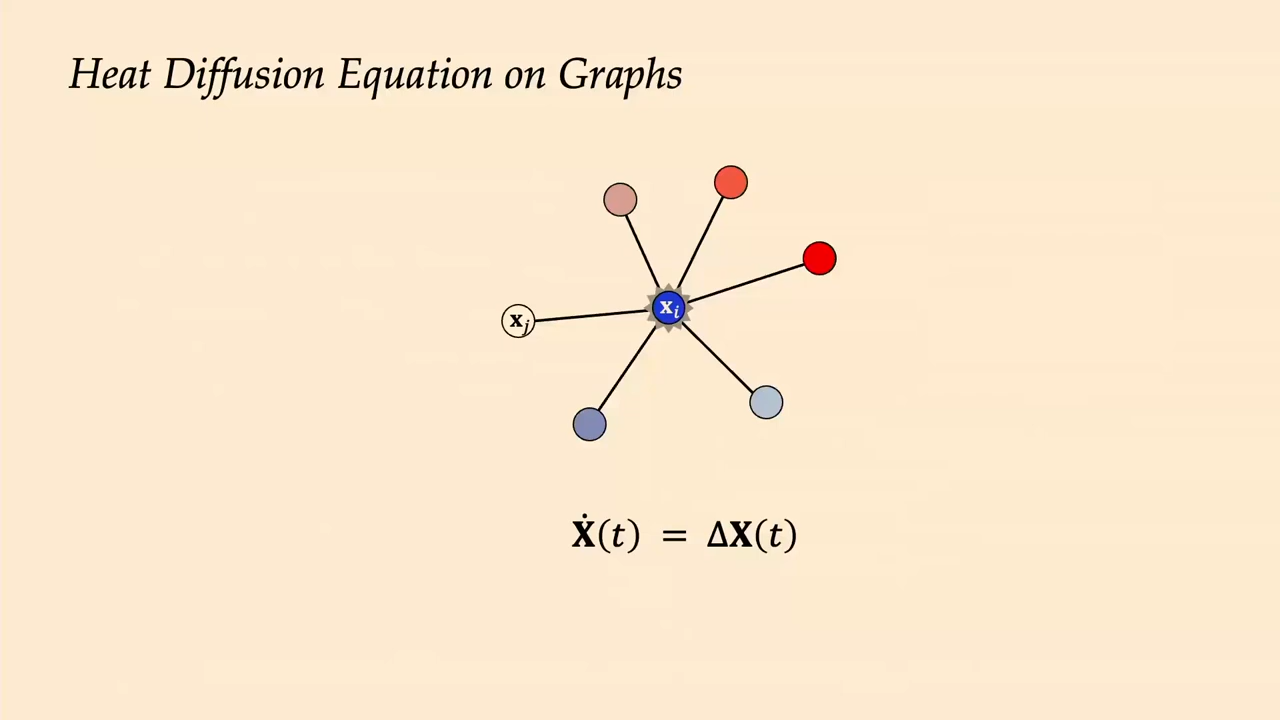 Heat Diffusion Equation on Graphs
xᵢ
xⱼ
Ẋ(t) = ΔX(t)